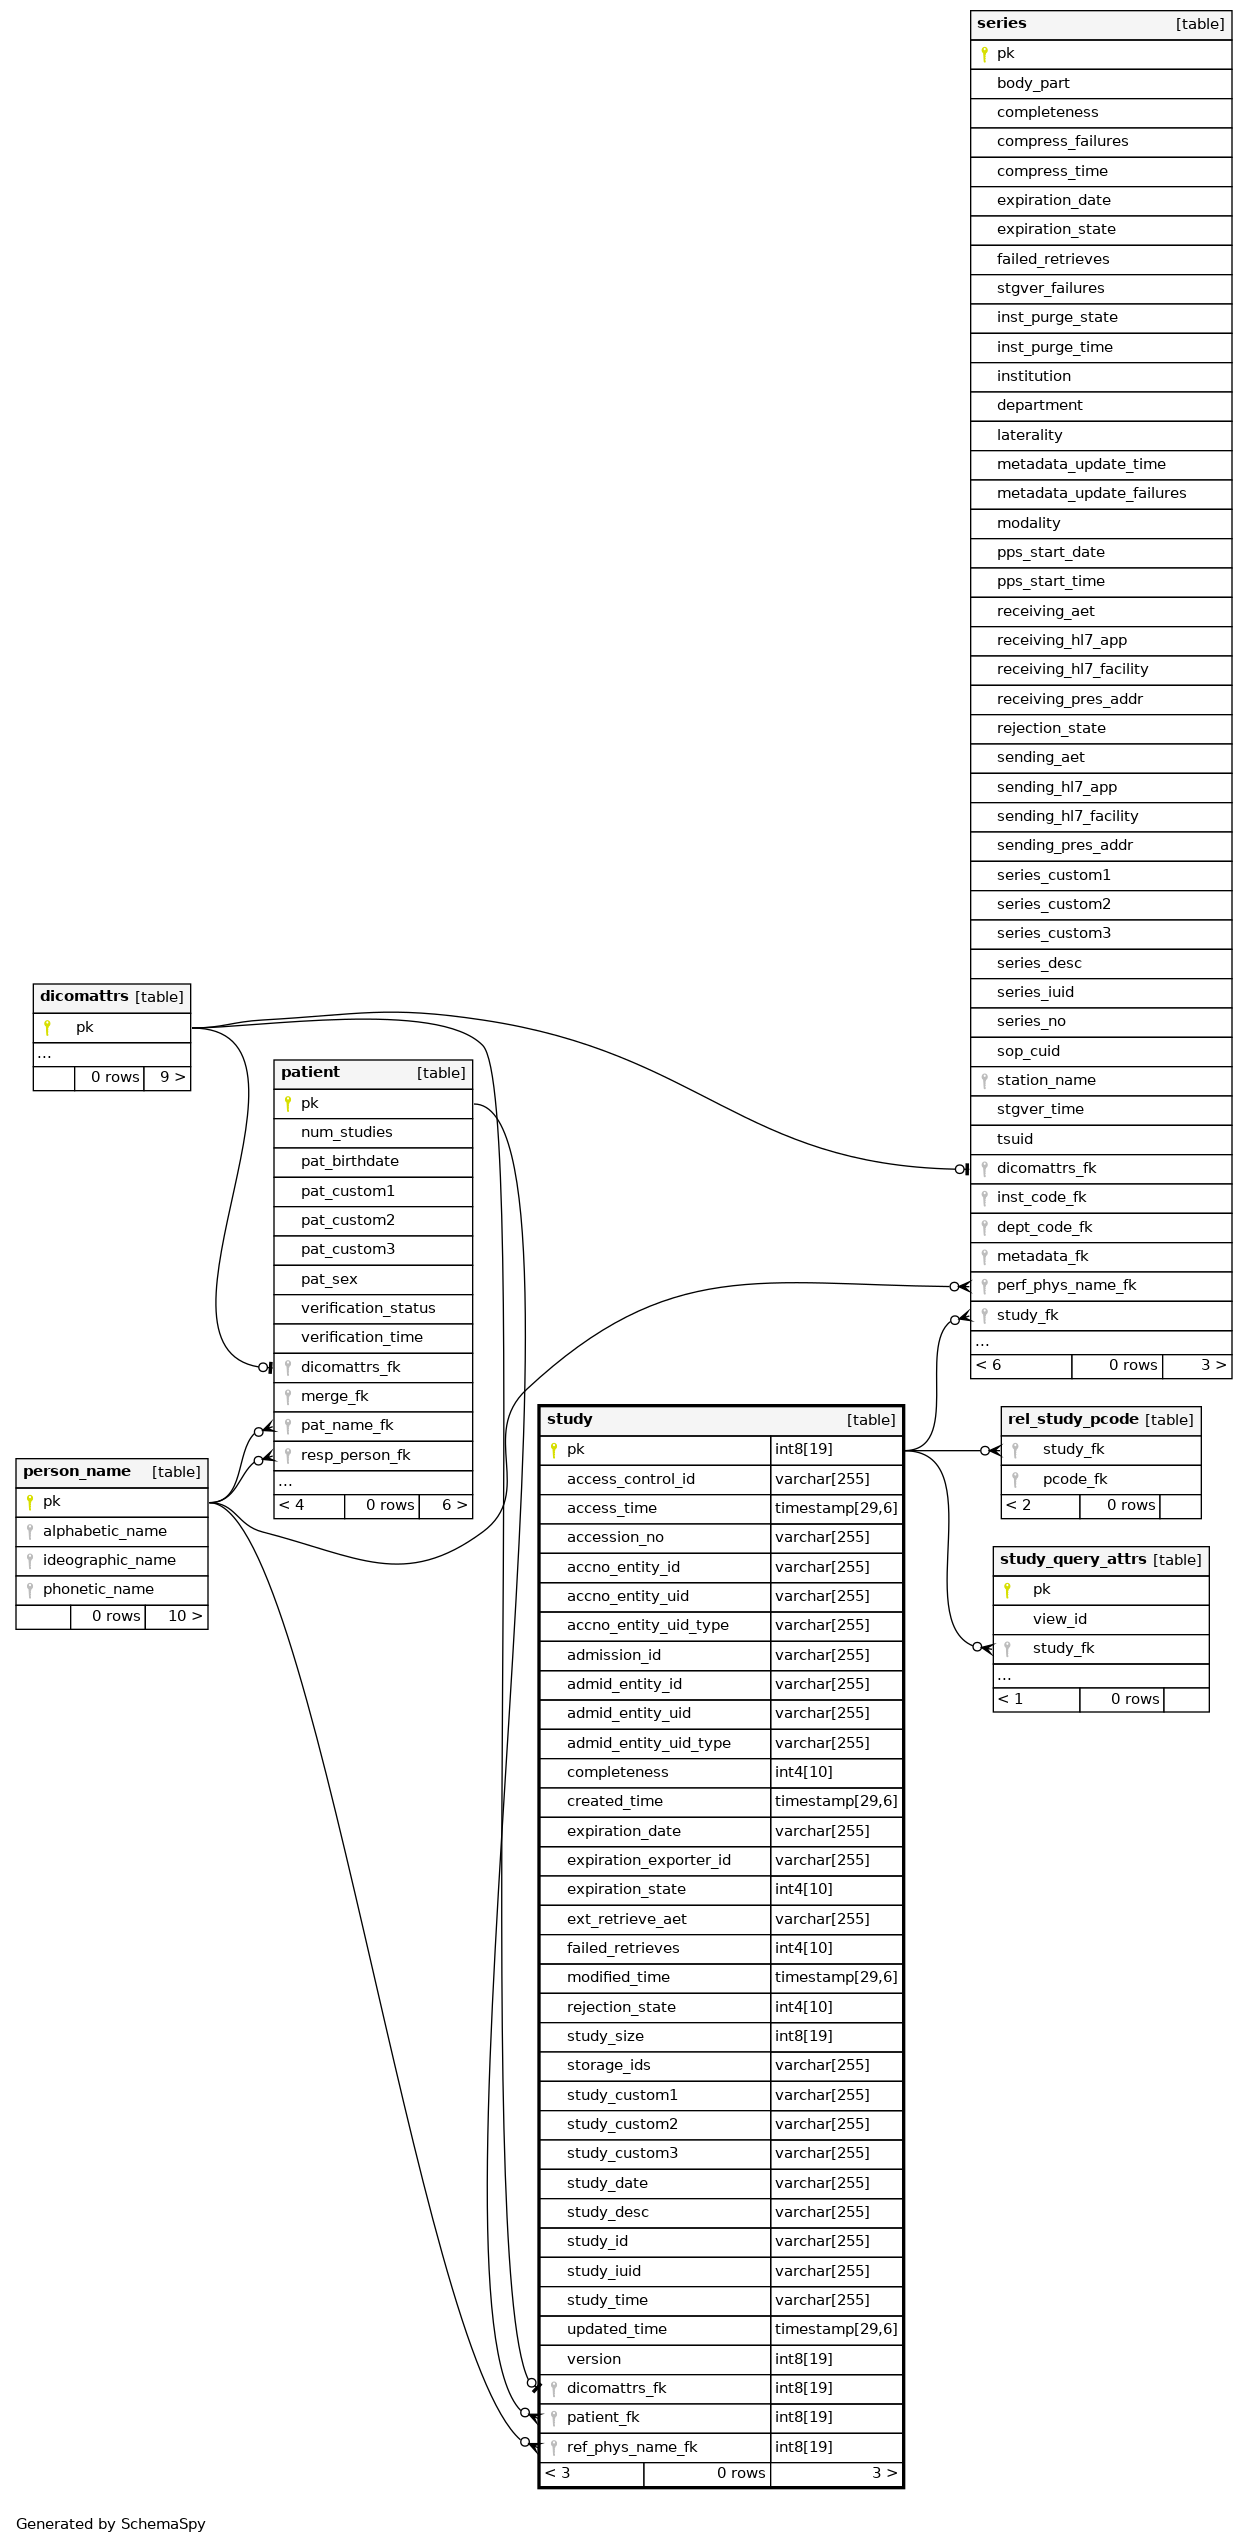 series [table]
pk
body_part
completeness
compress_failures
compress_time
expiration_date
expiration_state
failed_retrieves
stgver_failures
inst_purge_state
inst_purge_time
institution
department
laterality
metadata_update_time
metadata_update_failures
modality
pps_start_date
pps_start_time
receiving_aet
receiving_hl7_app
receiving_hl7_facility
receiving_pres_addr
rejection_state
sending_aet
sending_hl7_app
sending_hl7_facility
sending_pres_addr
series_custom1
series_custom2
series_custom3
series_desc
series_iuid
series_no
sop_cuid
station_name
stgver_time
tsuid
dicomattrs_fk
inst_code_fk
dept_code_fk
metadata_fk
perf_phys_name_fk
study_fk
...
< 6 0 rows 3 >
dicomattrs [table]
pk
...
0 rows 9 >
patient [table]
pk
num_studies
pat_birthdate
pat_custom1
pat_custom2
pat_custom3
pat_sex
verification_status
verification_time
dicomattrs_fk
merge_fk
pat_name_fk
resp_person_fk
...
< 4 0 rows 6 >
person_name [table]
pk
alphabetic_name
ideographic_name
phonetic_name
0 rows 10 >
study [table]
pk int8[19]
access_control_id varchar[255]
access_time timestamp[29,6]
accession_no varchar[255]
accno_entity_id varchar[255]
accno_entity_uid varchar[255]
accno_entity_uid_type varchar[255]
admission_id varchar[255]
admid_entity_id varchar[255]
admid_entity_uid varchar[255]
admid_entity_uid_type varchar[255]
completeness int4[10]
created_time timestamp[29,6]
expiration_date varchar[255]
expiration_exporter_id varchar[255]
expiration_state int4[10]
ext_retrieve_aet varchar[255]
failed_retrieves int4[10]
modified_time timestamp[29,6]
rejection_state int4[10]
study_size int8[19]
storage_ids varchar[255]
study_custom1 varchar[255]
study_custom2 varchar[255]
study_custom3 varchar[255]
study_date varchar[255]
study_desc varchar[255]
study_id varchar[255]
study_iuid varchar[255]
study_time varchar[255]
updated_time timestamp[29,6]
version int8[19]
dicomattrs_fk int8[19]
patient_fk int8[19]
ref_phys_name_fk int8[19]
< 3 0 rows 3 >
rel_study_pcode [table]
study_fk
pcode_fk
< 2 0 rows
study_query_attrs [table]
pk
view_id
study_fk
...
< 1 0 rows
Generated by SchemaSpy